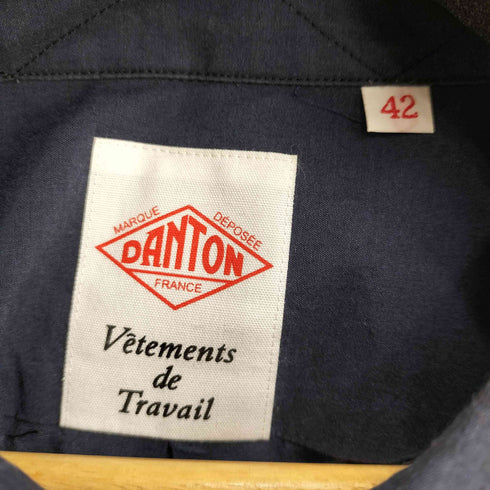 42
MARQUE DÉPOSÉE
DANTON
FRANCE
Vêtements
de
Travail